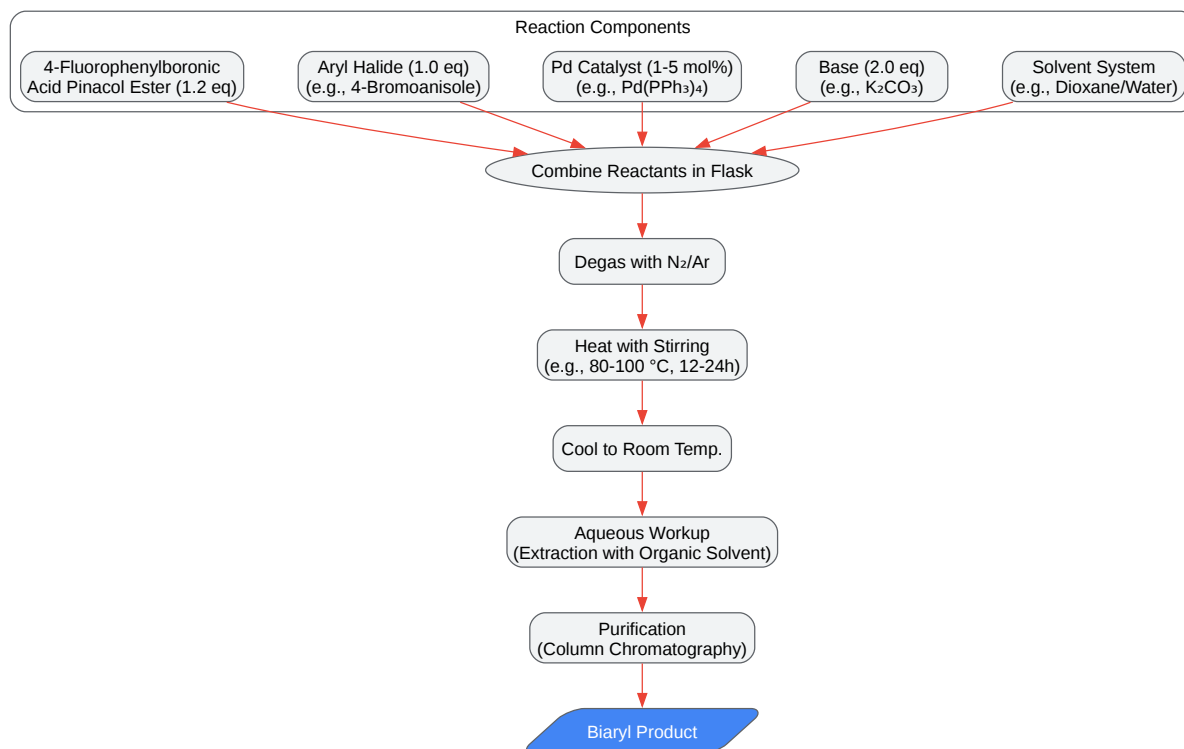 Reaction Components
4-Fluorophenylboronic
Acid Pinacol Ester (1.2 eq)
Aryl Halide (1.0 eq)
(e.g., 4-Bromoanisole)
Pd Catalyst (1-5 mol%)
(e.g., Pd(PPh₃)₄)
Base (2.0 eq)
(e.g., K₂CO₃)
Solvent System
(e.g., Dioxane/Water)
Combine Reactants in Flask
Degas with N₂/Ar
Heat with Stirring
(e.g., 80-100 °C, 12-24h)
Cool to Room Temp.
Aqueous Workup
(Extraction with Organic Solvent)
Purification
(Column Chromatography)
Biaryl Product